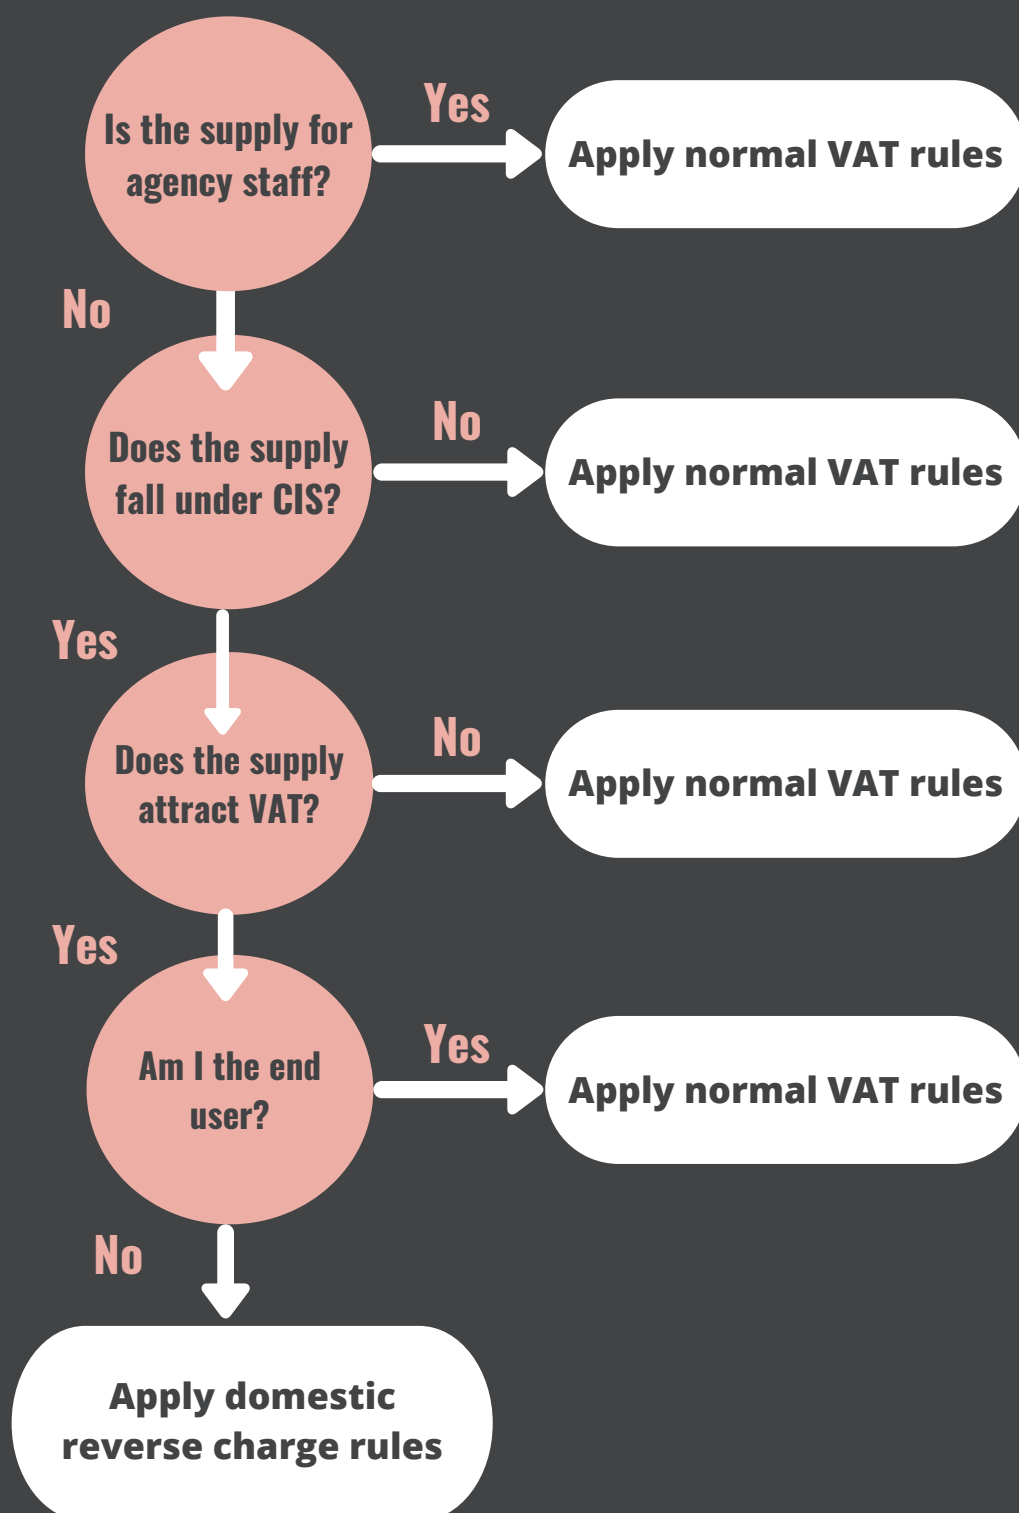 Is the supply for
agency staff?
Yes
Apply normal VAT rules
No
Does the supply
fall under CIS?
No
Apply normal VAT rules
Yes
Does the supply
attract VAT?
No
Apply normal VAT rules
Yes
Am I the end
user?
Yes
Apply normal VAT rules
No
Apply domestic
reverse charge rules